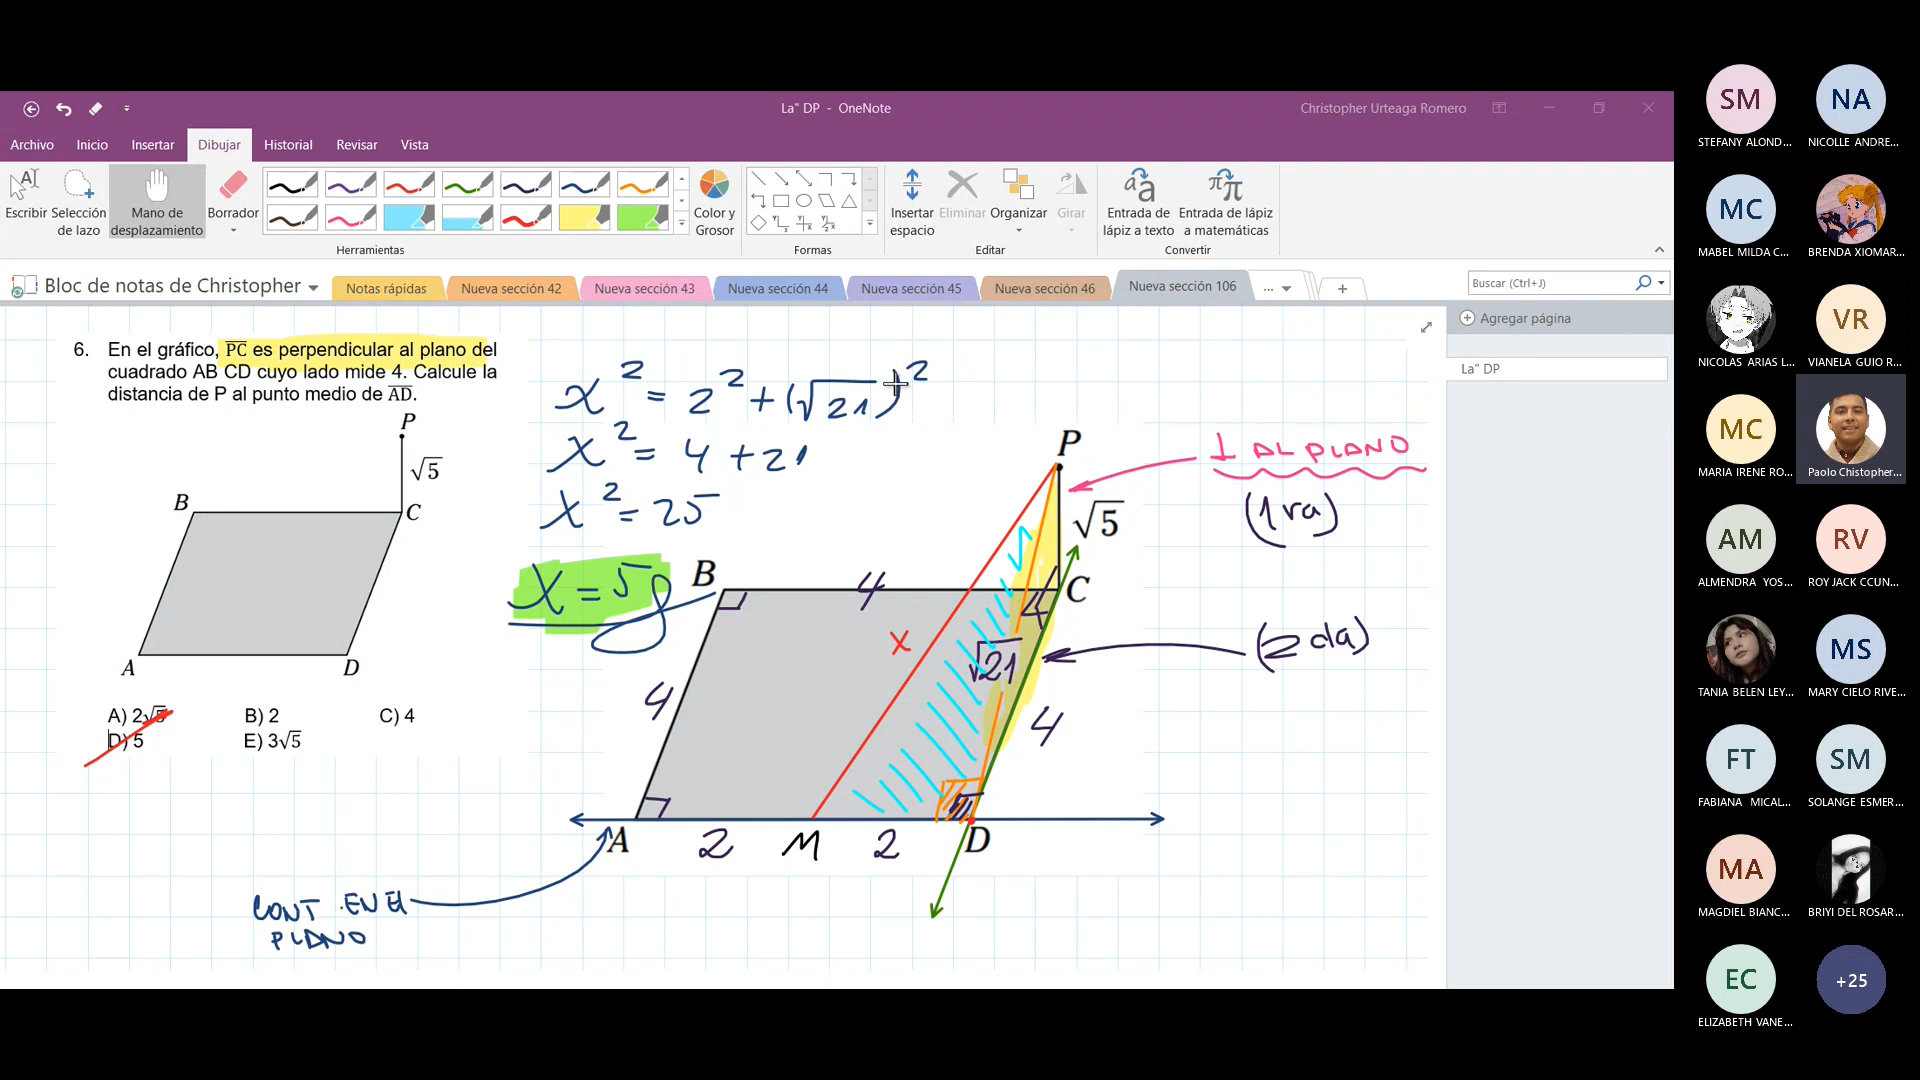 La" DP - OneNote
Christopher Urteaga Romero
Archivo Inicio Insertar Dibujar Historial Revisar Vista
Escribir
Selección de lazo
Mano de desplazamiento
Borrador
Color y Grosor
Insertar espacio
Eliminar
Organizar
Girar
Entrada de lápiz a texto
Entrada de lápiz a matemáticas
Herramientas
Formas
Editar
Convertir
Bloc de notas de Christopher
Notas rápidas
Nueva sección 42
Nueva sección 43
Nueva sección 44
Nueva sección 45
Nueva sección 46
Nueva sección 106
...
Buscar (Ctrl+J)
Agregar página
La" DP
6. En el gráfico, PC es perpendicular al plano del
cuadrado AB CD cuyo lado mide 4. Calcule la
distancia de P al punto medio de AD.
P
√5
B
C
A
D
A) 2√5 B) 2 C) 4
D) 5 E) 3√5
x² = 2² + (√21)²
x² = 4 + 21
x² = 25
x = 5
P
⊥ AL PLANO
√5
(1ra)
B
4
C
4
x
√21
(2da)
4
4
A
2
M
2
D
CONT. EN EL
PLANO
SM
STEFANY ALOND...
NA
NICOLLE ANDRE...
MC
MABEL MILDA C...
BRENDA XIOMAR...
NICOLAS ARIAS L...
VR
VIANELA GUIO R...
MC
MARIA IRENE RO...
Paolo Chistopher...
AM
ALMENDRA YOS...
RV
ROY JACK CCUN...
TANIA BELEN LEY...
MS
MARY CIELO RIVE...
FT
FABIANA MICAL...
SM
SOLANGE ESMER...
MA
MAGDIEL BIANC...
BRIYI DEL ROSAR...
EC
ELIZABETH VANE...
+25